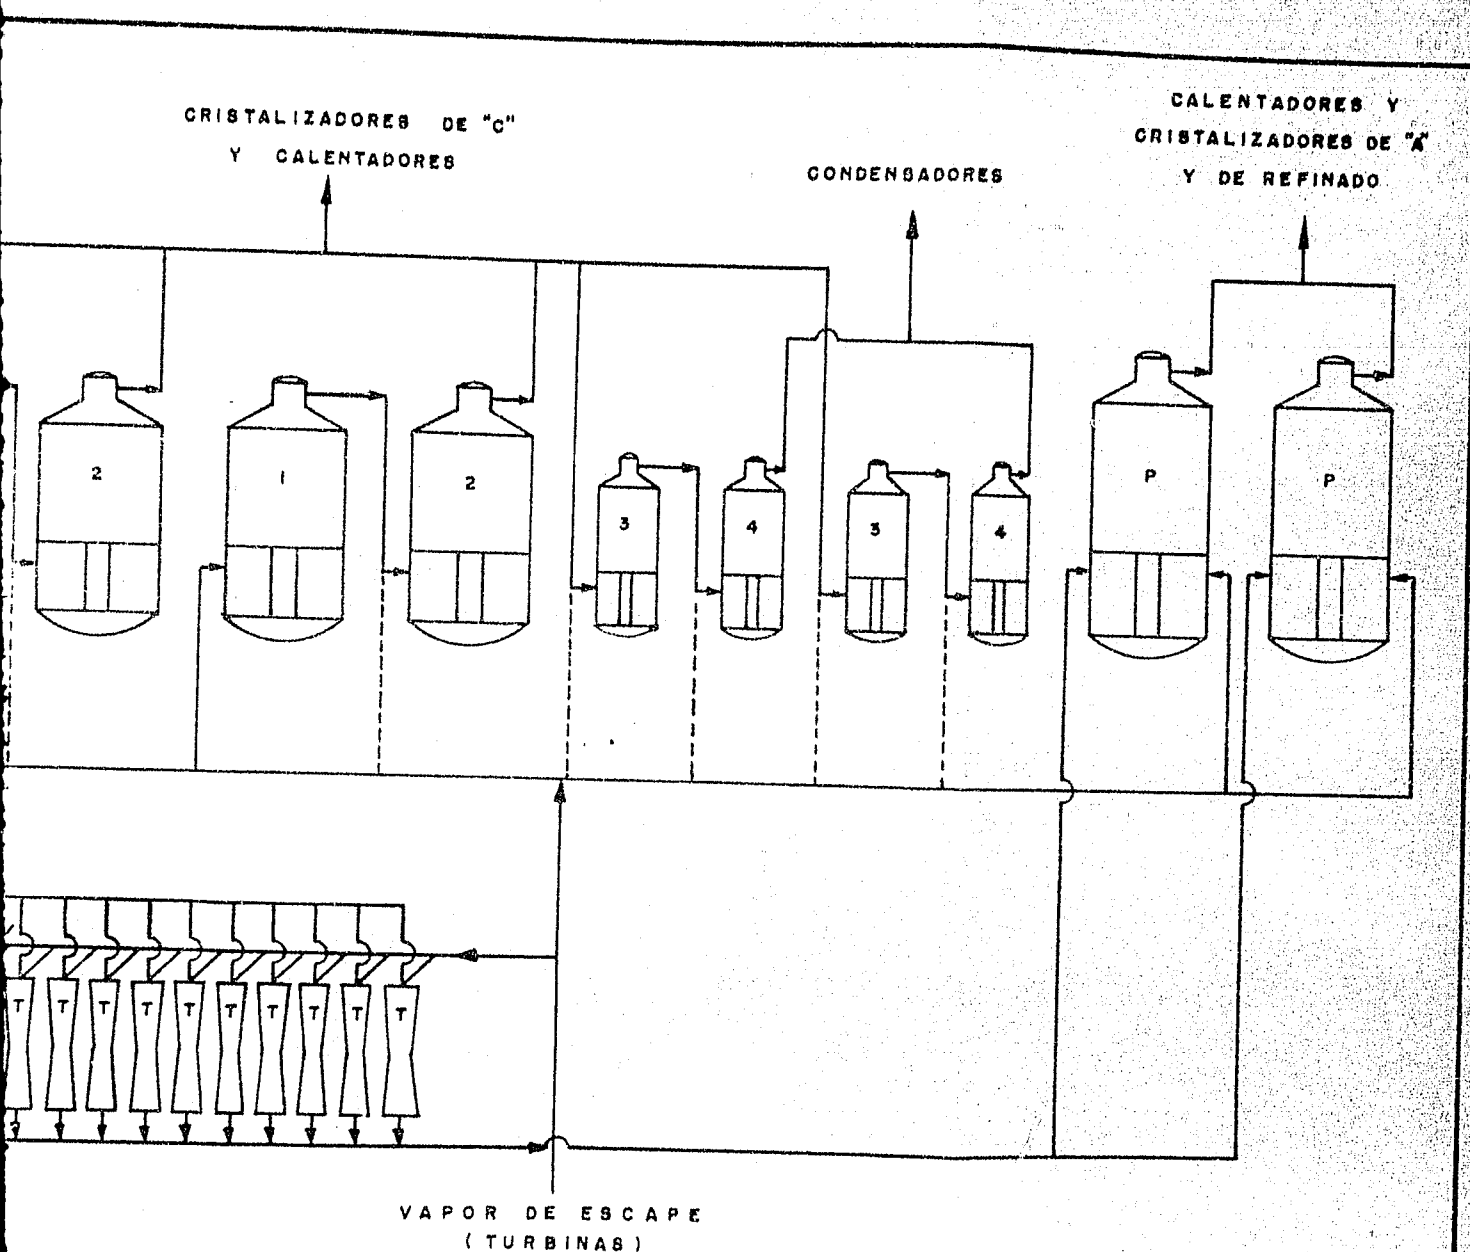 CRISTALIZADORES DE "C"
Y CALENTADORES
CONDENSADORES
CALENTADORES Y
CRISTALIZADORES DE "A"
Y DE REFINADO
2
1
2
3
4
3
4
P
P
T T T T T T T T T T
VAPOR DE ESCAPE
(TURBINAS)